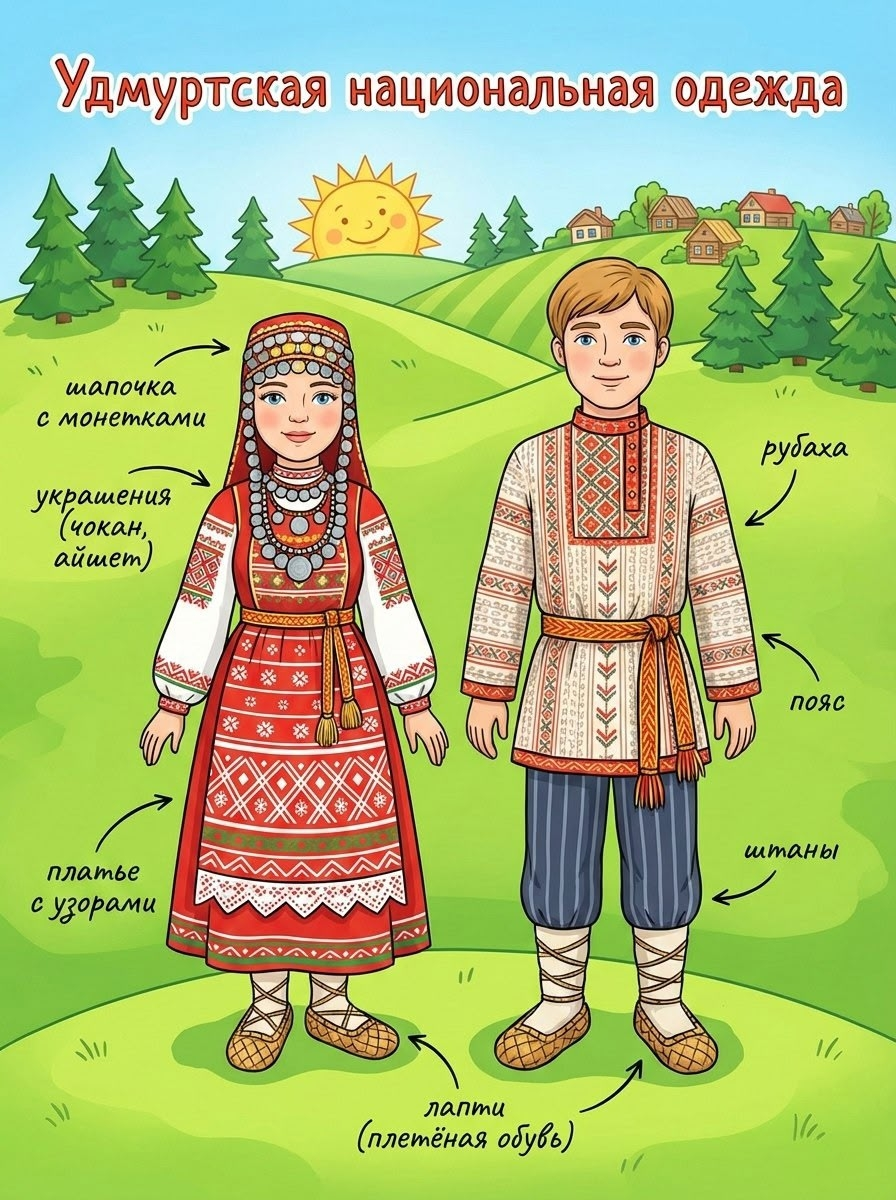 Удмуртская национальная одежда
шапочка
с монетками
украшения
(чокан,
айшет)
платье
с узорами
рубаха
пояс
штаны
лапти
(плетёная обувь)